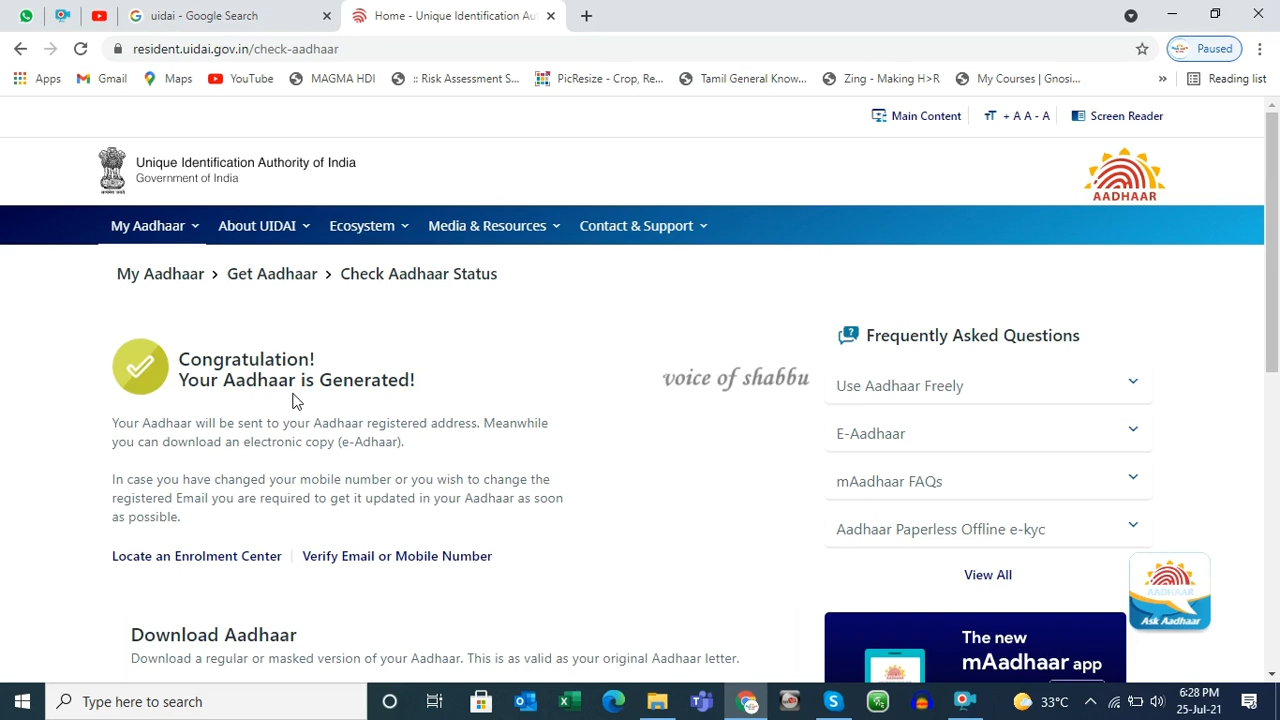 uidai - Google Search
Home - Unique Identification Aut
resident.uidai.gov.in/check-aadhaar
Paused
Apps
Gmail
Maps
YouTube
MAGMA HDI
:: Risk Assessment S...
PicResize - Crop, Re...
Tamil General Know...
Zing - Making H>R
My Courses | Gnosi...
»
Reading list
Main Content
TT + A A - A
Screen Reader
Unique Identification Authority of India
Government of India
AADHAAR
My Aadhaar
About UIDAI
Ecosystem
Media & Resources
Contact & Support
My Aadhaar > Get Aadhaar > Check Aadhaar Status
Congratulation!
Your Aadhaar is Generated!
voice of shabbu
Your Aadhaar will be sent to your Aadhaar registered address. Meanwhile
you can download an electronic copy (e-Adhaar).
In case you have changed your mobile number or you wish to change the
registered Email you are required to get it updated in your Aadhaar as soon
as possible.
Locate an Enrolment Center
Verify Email or Mobile Number
Download Aadhaar
Download a regular or masked version of your Aadhaar. This is as valid as your original Aadhaar letter.
Frequently Asked Questions
Use Aadhaar Freely
E-Aadhaar
mAadhaar FAQs
Aadhaar Paperless Offline e-kyc
View All
AADHAAR
Ask Aadhaar
The new
mAadhaar app
Type here to search
33°C
6:28 PM
25-Jul-21